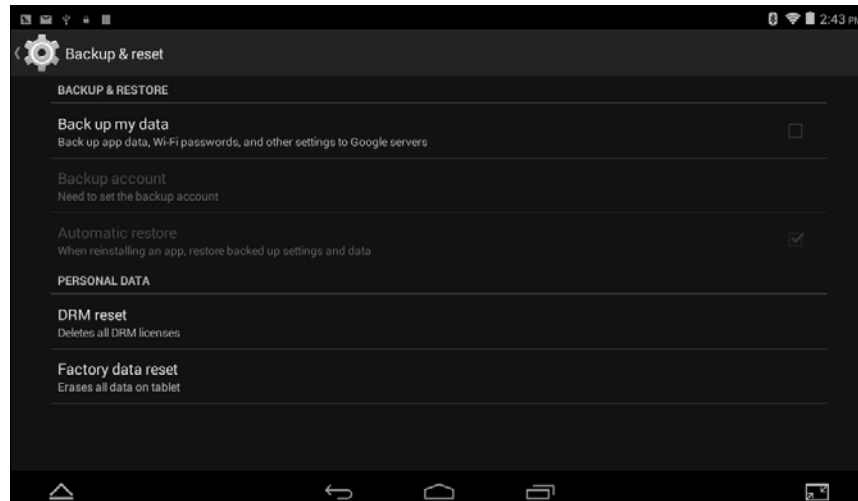 2:43 PM
Backup & reset
BACKUP & RESTORE
Back up my data
Back up app data, Wi-Fi passwords, and other settings to Google servers
Backup account
Need to set the backup account
Automatic restore
When reinstalling an app, restore backed up settings and data
PERSONAL DATA
DRM reset
Deletes all DRM licenses
Factory data reset
Erases all data on tablet